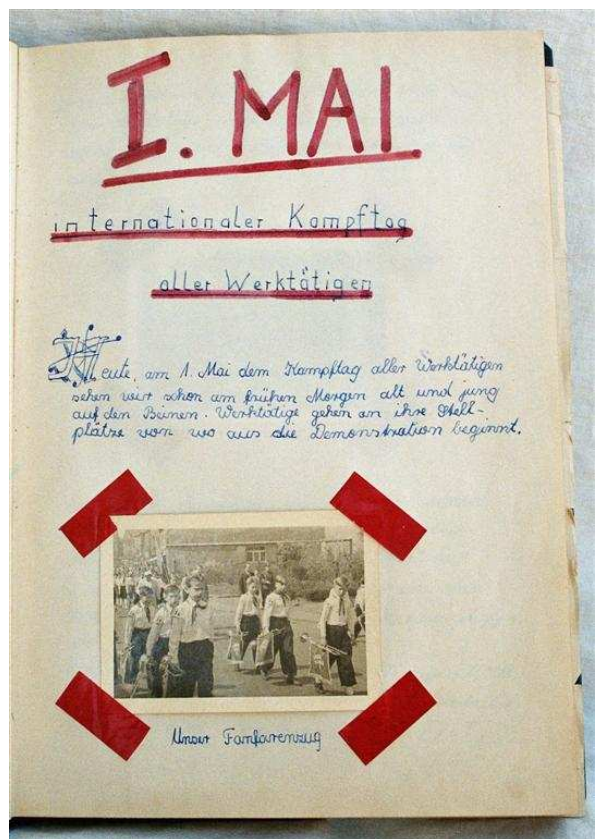 I. MAI
internationaler Kampftag
aller Werktätigen
Heute, am 1. Mai dem Kampftag aller Werktätigen
sehen wir schon am frühen Morgen alt und jung
auf den Beinen. Werktätige gehen an ihre Stell-
plätze von wo aus die Demonstration beginnt.
Unser Fanfarenzug